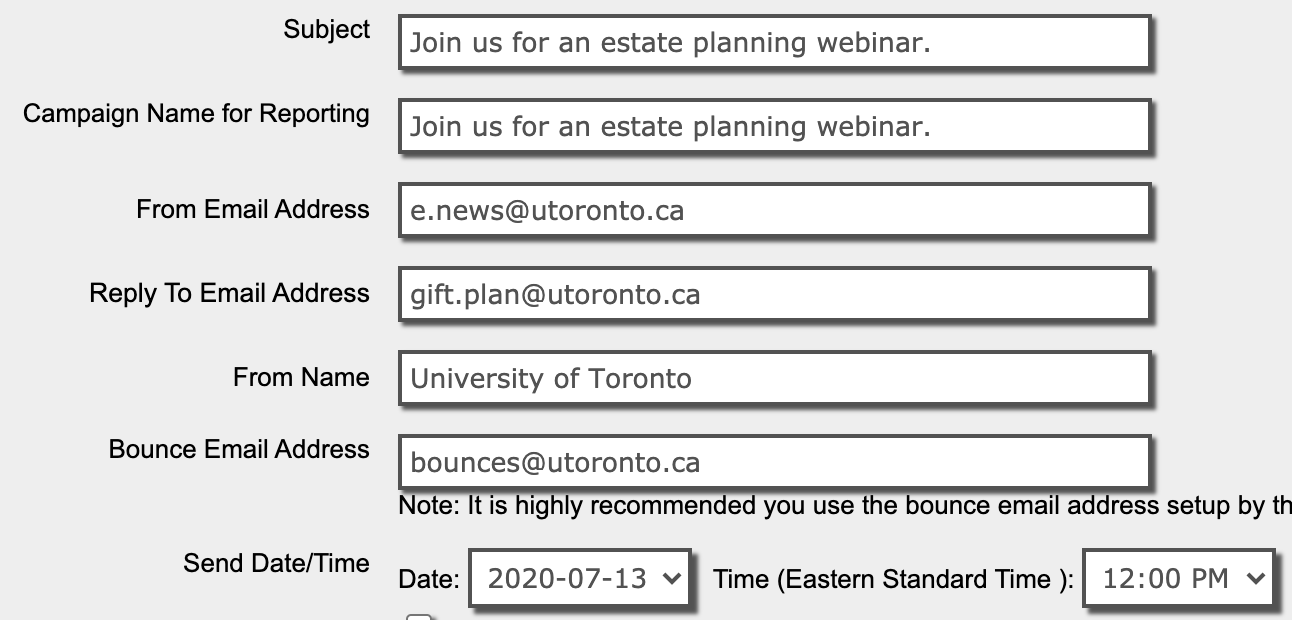 Subject Join us for an estate planning webinar.
Campaign Name for Reporting Join us for an estate planning webinar.
From Email Address e.news@utoronto.ca
Reply To Email Address gift.plan@utoronto.ca
From Name University of Toronto
Bounce Email Address bounces@utoronto.ca
Note: It is highly recommended you use the bounce email address setup by th
Send Date/Time Date: 2020-07-13 Time (Eastern Standard Time ): 12:00 PM